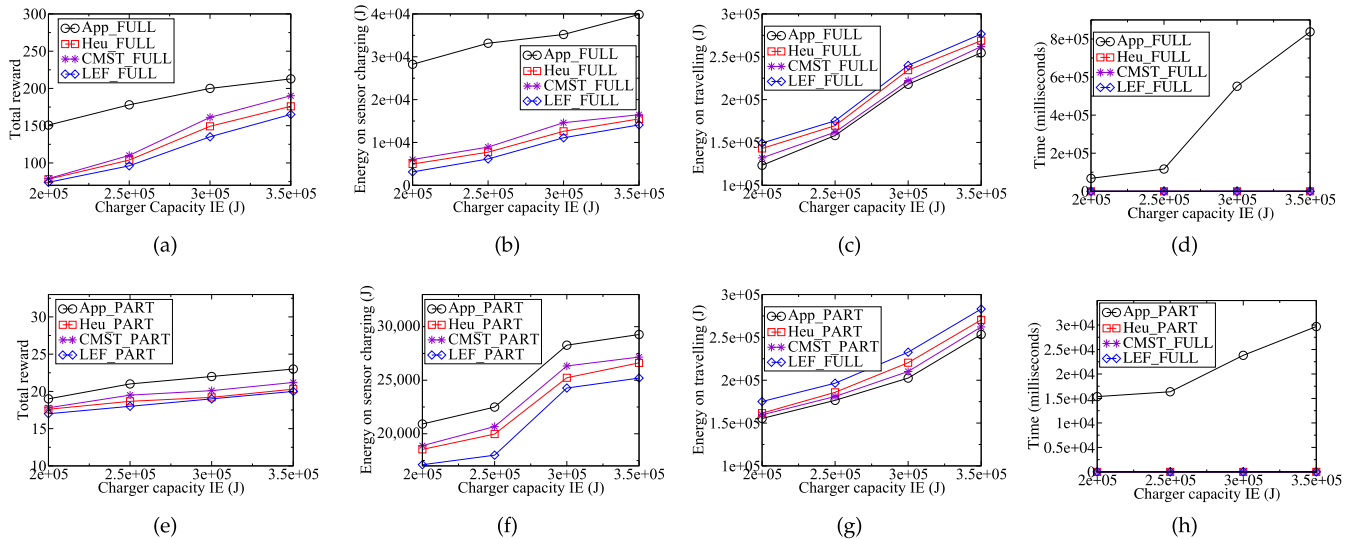 300
250
200
150
100
Total reward
App_FULL
Heu_FULL
CMST_FULL
LEF_FULL
2e+05
2.5e+05
3e+05
3.5e+05
Charger capacity IE (J)
(a)
4e+04
3e+04
2e+04
1e+04
0
Energy on sensor charging (J)
App_FULL
Heu_FULL
CMST_FULL
LEF_FULL
2e+05
2.5e+05
3e+05
3.5e+05
Charger capacity IE (J)
(b)
3e+05
2.5e+05
2e+05
1.5e+05
1e+05
Energy on travelling (J)
App_FULL
Heu_FULL
CMST_FULL
LEF_FULL
2e+05
2.5e+05
3e+05
3.5e+05
Charger capacity IE (J)
(c)
8e+05
6e+05
4e+05
2e+05
0
Time (milliseconds)
App_FULL
Heu_FULL
CMST_FULL
LEF_FULL
2e+05
2.5e+05
3e+05
3.5e+05
Charger capacity IE (J)
(d)
30
25
20
15
10
Total reward
App_PART
Heu_PART
CMST_PART
LEF_PART
2e+05
2.5e+05
3e+05
3.5e+05
Charger capacity IE (J)
(e)
30,000
25,000
20,000
Energy on sensor charging (J)
App_PART
Heu_PART
CMST_PART
LEF_PART
2e+05
2.5e+05
3e+05
3.5e+05
Charger capacity IE (J)
(f)
3e+05
2.5e+05
2e+05
1.5e+05
1e+05
Energy on travelling (J)
App_PART
Heu_PART
CMST_PART
LEF_FULL
2e+05
2.5e+05
3e+05
3.5e+05
Charger capacity IE (J)
(g)
3e+04
2.5e+04
2e+04
1.5e+04
1e+04
5e+04
0
Time (milliseconds)
App_PART
Heu_PART
CMST_FULL
LEF_FULL
2e+05
2.5e+05
3e+05
3.5e+05
Charger capacity IE (J)
(h)